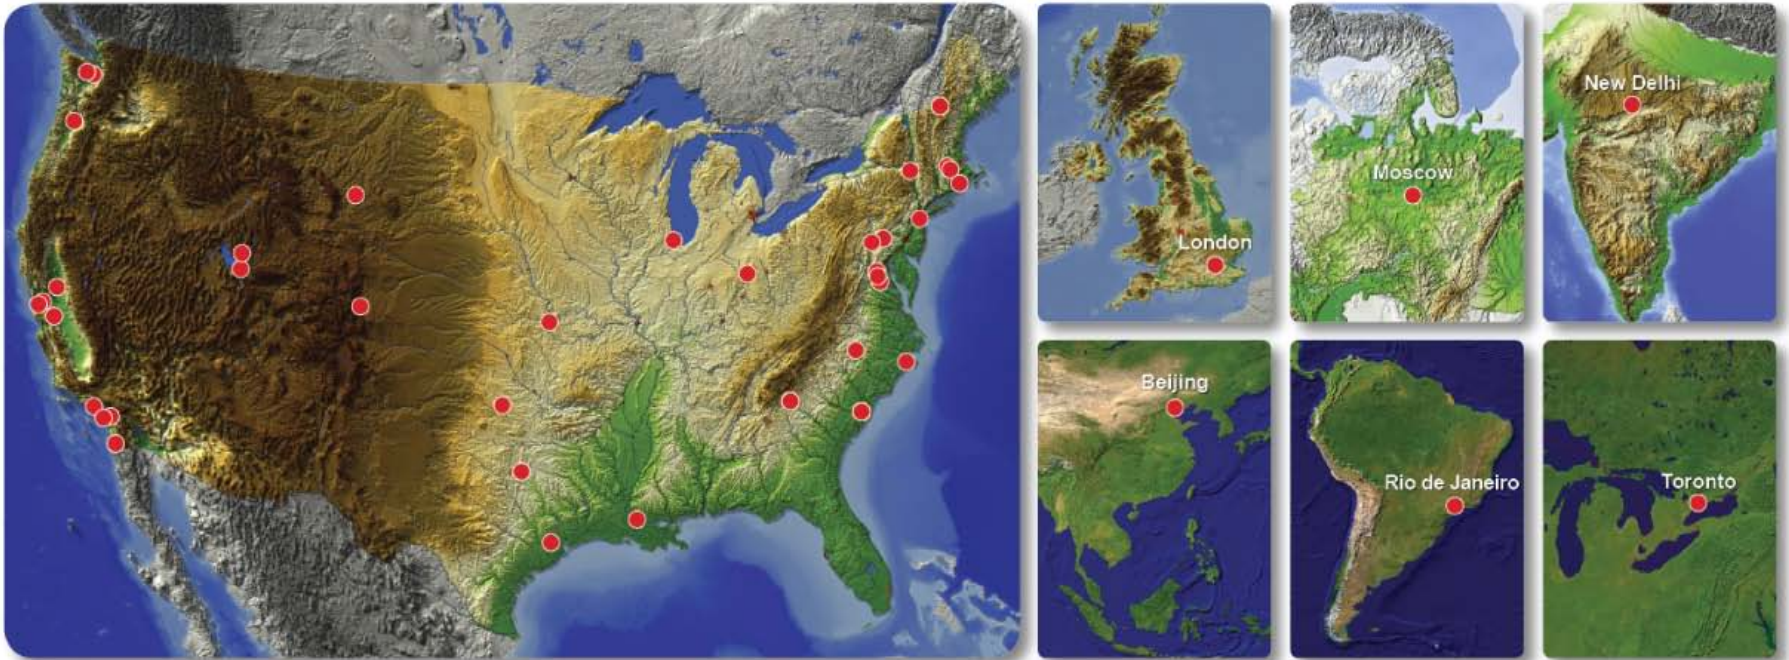 London
Moscow
New Delhi
Beijing
Rio de Janeiro
Toronto